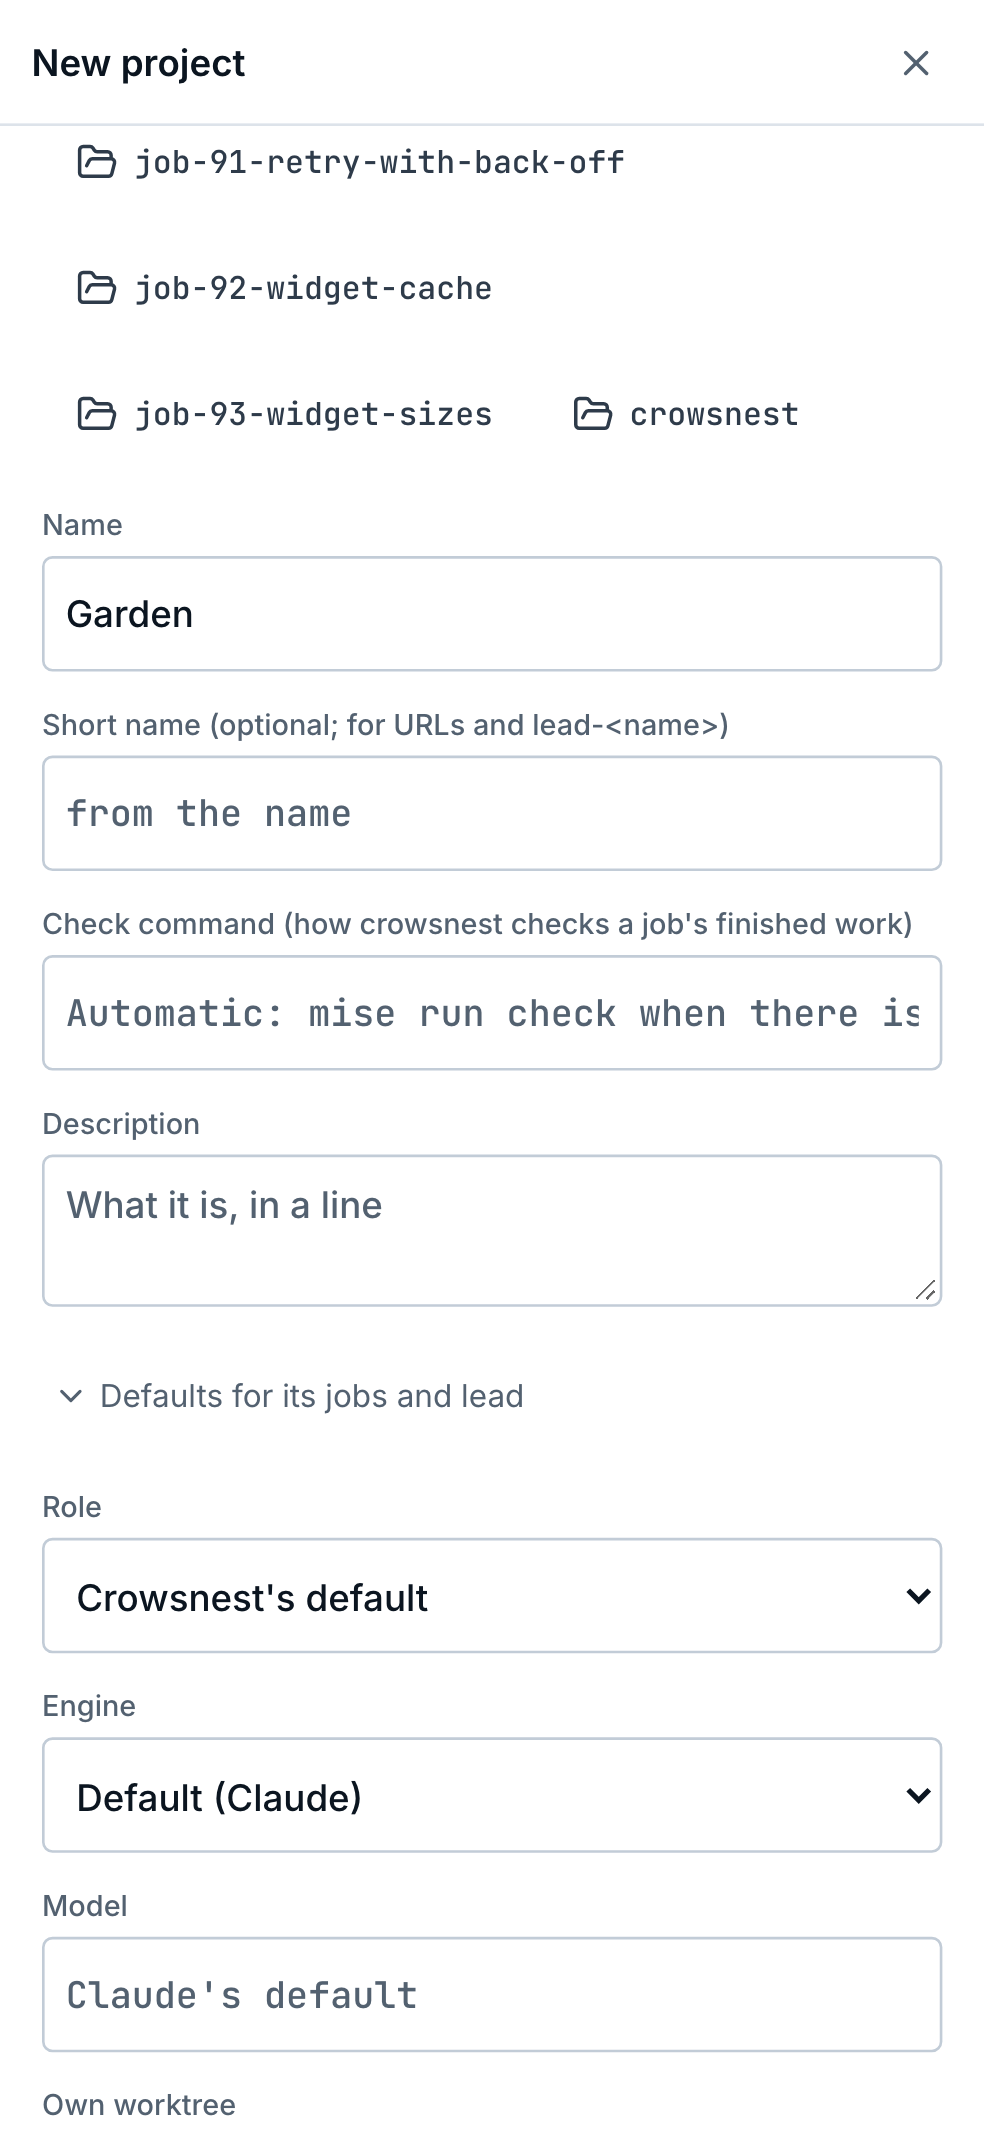 New project
job-91-retry-with-back-off
job-92-widget-cache
job-93-widget-sizes
crowsnest
Name
Garden
Short name (optional; for URLs and lead-<name>)
from the name
Check command (how crowsnest checks a job's finished work)
Automatic: mise run check when there is
Description
What it is, in a line
Defaults for its jobs and lead
Role
Crowsnest's default
Engine
Default (Claude)
Model
Claude's default
Own worktree